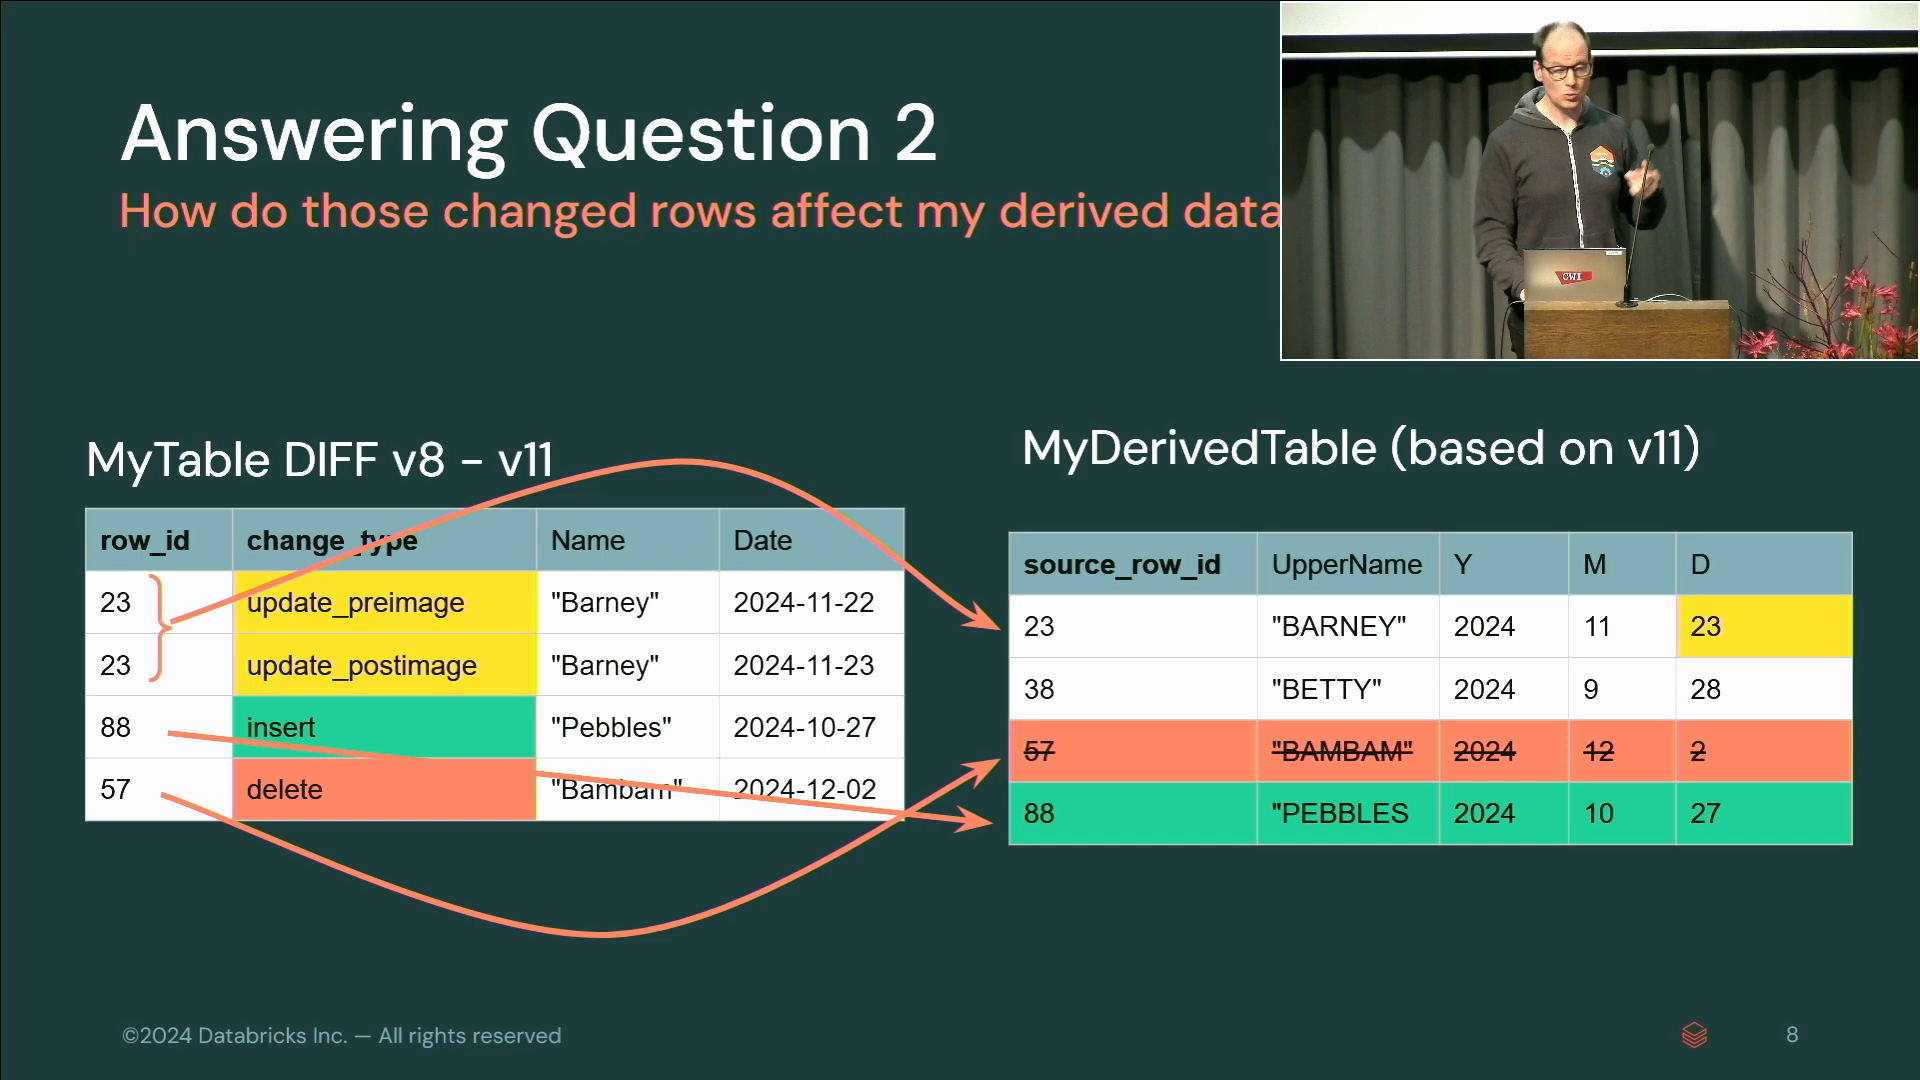 Answering Question 2
How do those changed rows affect my derived data
CWI
MyTable DIFF v8 - v11
row_id change_type Name Date
23 update_preimage "Barney" 2024-11-22
23 update_postimage "Barney" 2024-11-23
88 insert "Pebbles" 2024-10-27
57 delete "Bambam" 2024-12-02
MyDerivedTable (based on v11)
source_row_id UpperName Y M D
23 "BARNEY" 2024 11 23
38 "BETTY" 2024 9 28
57 "BAMBAM" 2024 12 2
88 "PEBBLES 2024 10 27
©2024 Databricks Inc. — All rights reserved
8